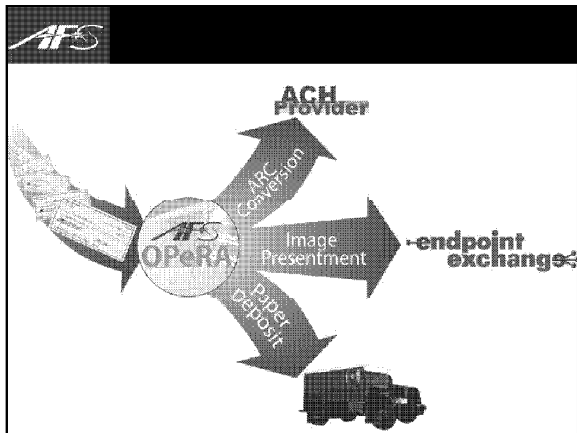 AFS
ACH
Provider
ARC
Conversion
AFS
OPeRA
Image
Presentment
endpoint
exchange
Paper
Deposit